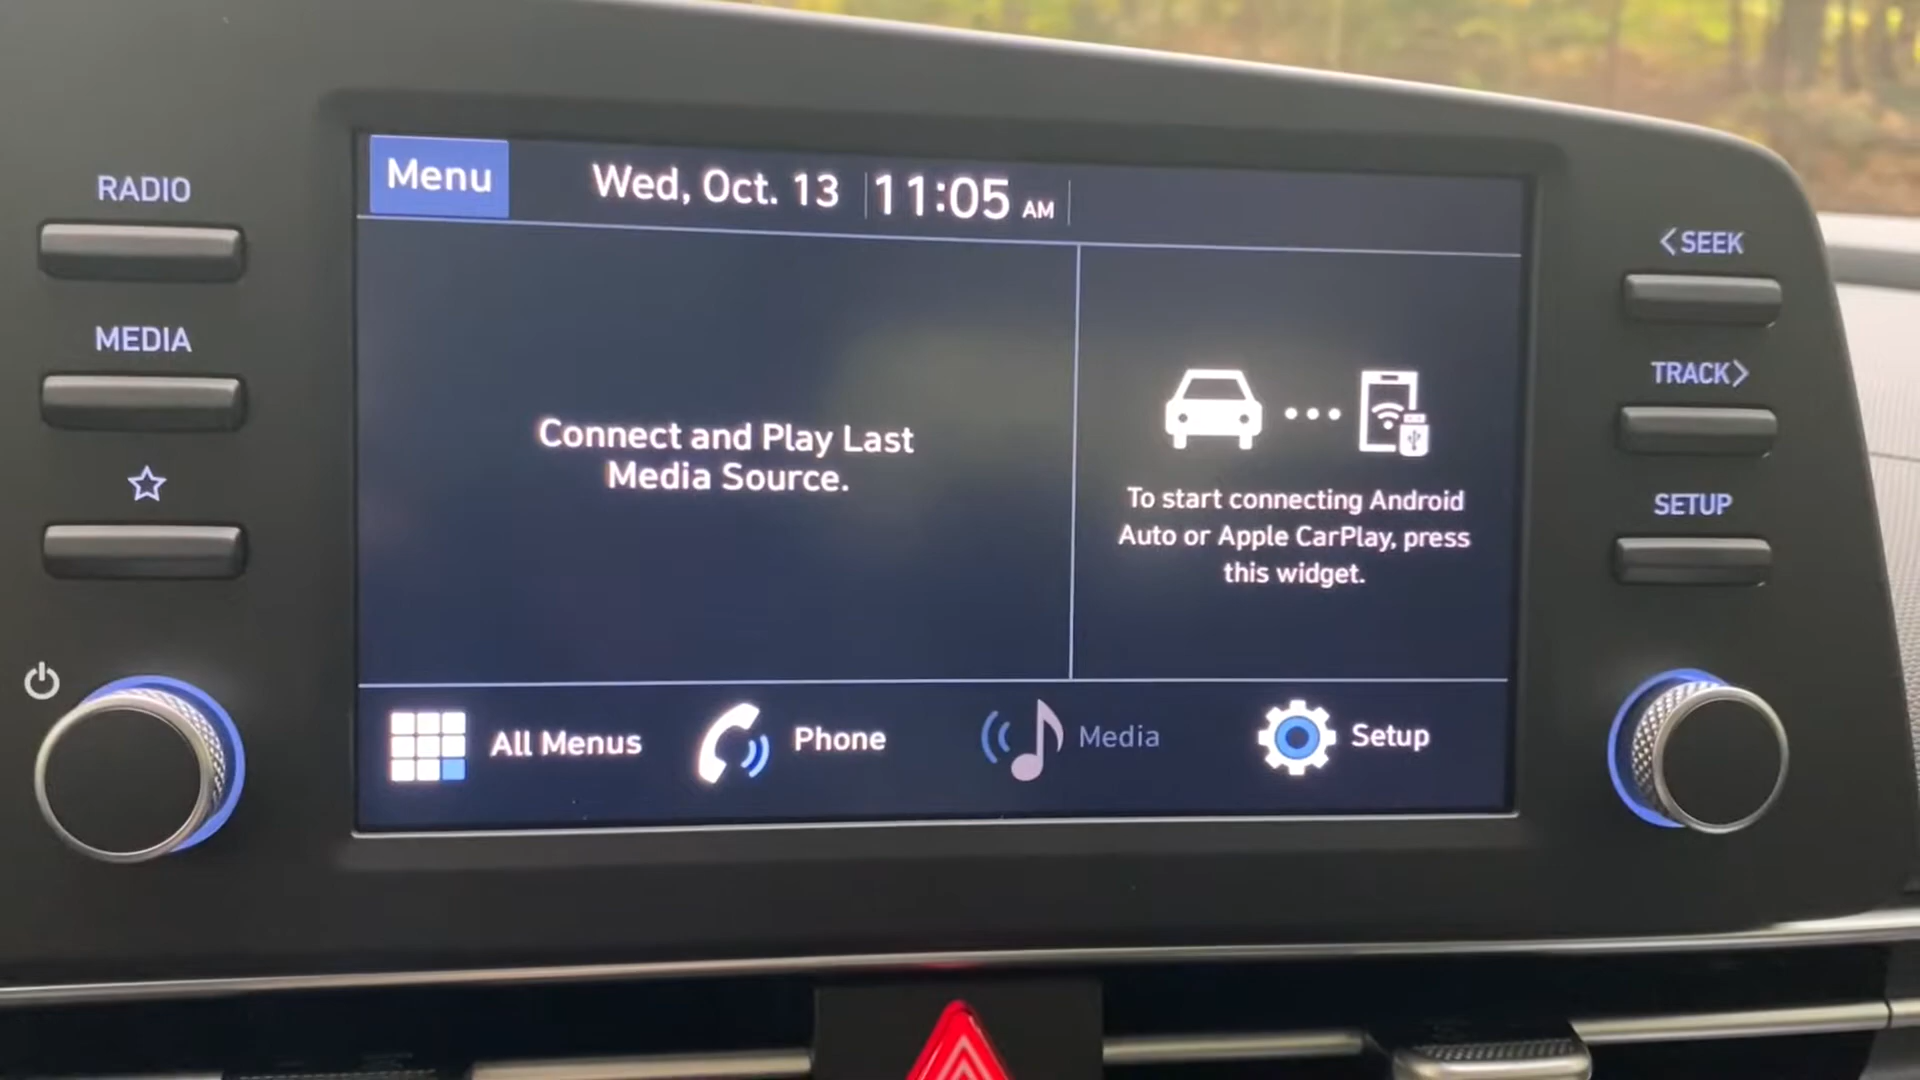 RADIO
MEDIA
Menu
Wed, Oct. 13
11:05 AM
Connect and Play Last
Media Source.
To start connecting Android
Auto or Apple CarPlay, press
this widget.
All Menus
Phone
Media
Setup
<SEEK
TRACK>
SETUP